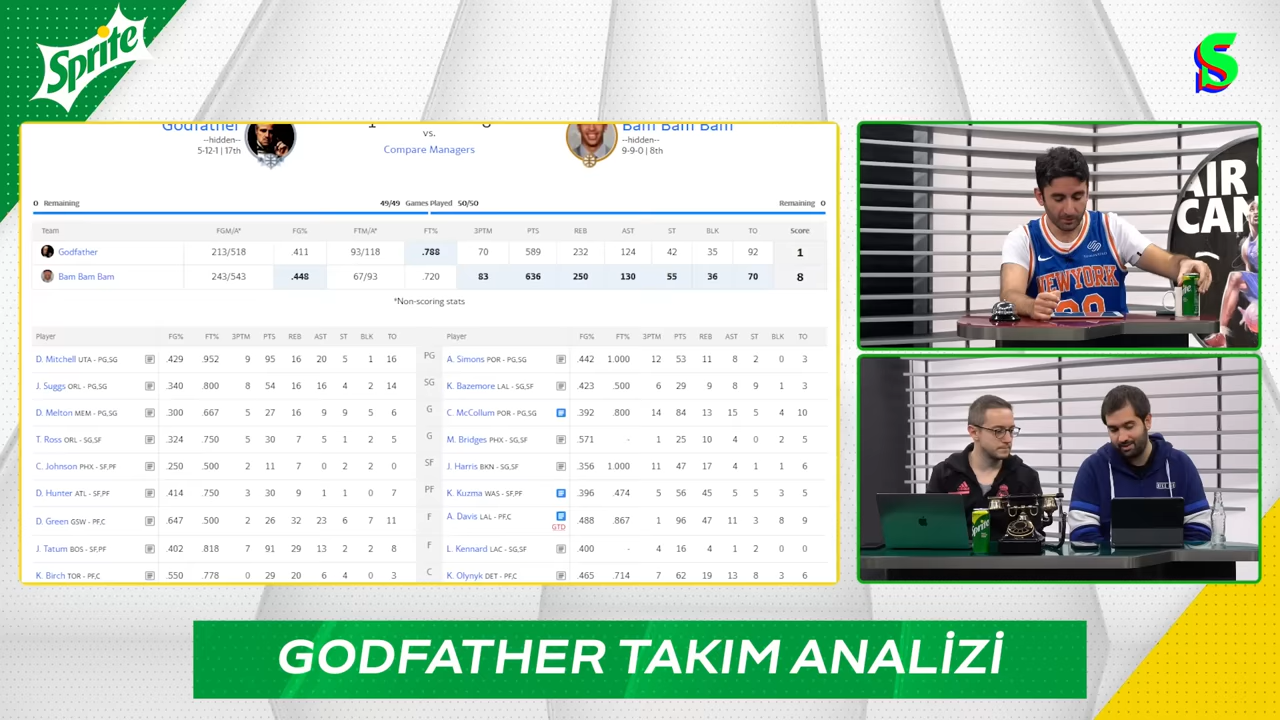 Sprite
S
Godfather
--hidden--
5-12-1 | 17th
vs.
Compare Managers
Bam Bam Bam
--hidden--
9-9-0 | 8th
0 Remaining 49/49 Games Played 50/50 Remaining 0
Team FGM/A* FG% FTM/A* FT% 3PTM PTS REB AST ST BLK TO Score
Godfather 213/518 .411 93/118 .788 70 589 232 124 42 35 92 1
Bam Bam Bam 243/543 .448 67/93 .720 83 636 250 130 55 36 70 8
*Non-scoring stats
Player FG% FT% 3PTM PTS REB AST ST BLK TO Player FG% FT% 3PTM PTS REB AST ST BLK TO
D. Mitchell UTA - PG,SG .429 .952 9 95 16 20 5 1 16 PG A. Simons POR - PG,SG .442 1.000 12 53 11 8 2 0 3
J. Suggs ORL - PG,SG .340 .800 8 54 16 16 4 2 14 SG K. Bazemore LAL - SG,SF .423 .500 6 29 9 8 9 1 3
D. Melton MEM - PG,SG .300 .667 5 27 16 9 9 5 6 G C. McCollum POR - PG,SG .392 .800 14 84 13 15 5 4 10
T. Ross ORL - SG,SF .324 .750 5 30 7 5 1 2 5 G M. Bridges PHX - SG,SF .571 - 1 25 10 4 0 2 5
C. Johnson PHX - SF,PF .250 .500 2 11 7 0 2 2 0 SF J. Harris BKN - SG,SF .356 1.000 11 47 17 4 1 1 6
D. Hunter ATL - SF,PF .414 .750 3 30 9 1 1 0 7 PF K. Kuzma WAS - SF,PF .396 .474 5 56 45 5 5 3 5
D. Green GSW - PF,C .647 .500 2 26 32 23 6 7 11 F A. Davis LAL - PF,C GTD .488 .867 1 96 47 11 3 8 9
J. Tatum BOS - SF,PF .402 .818 7 91 29 13 2 2 8 F L. Kennard LAC - SG,SF .400 - 4 16 4 1 2 0 0
K. Birch TOR - PF,C .550 .778 0 29 20 6 4 0 3 C K. Olynyk DET - PF,C .465 .714 7 62 19 13 8 3 6
AIR
CAN
NEWYORK
Sprite
GODFATHER TAKIM ANALİZİ